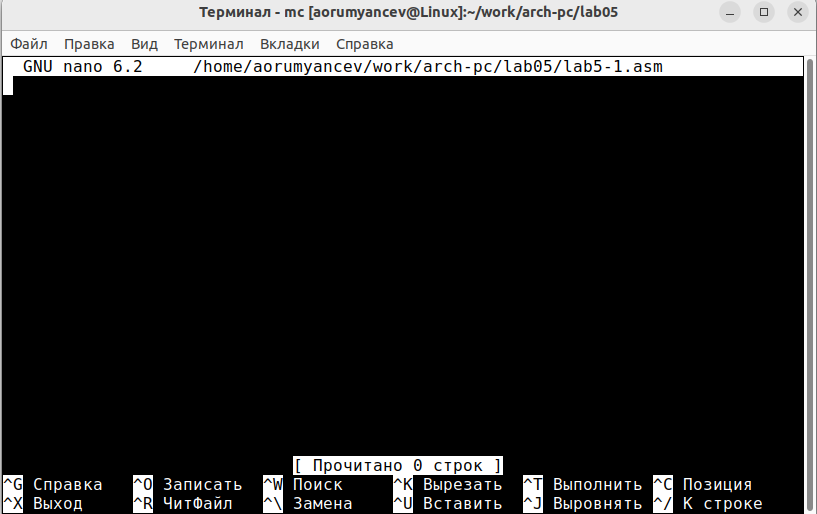 Терминал - mc [aorumyancev@Linux]:~/work/arch-pc/lab05
Файл Правка Вид Терминал Вкладки Справка
GNU nano 6.2 /home/aorumyancev/work/arch-pc/lab05/lab5-1.asm
[ Прочитано 0 строк ]
^G Справка ^O Записать ^W Поиск ^K Вырезать ^T Выполнить ^C Позиция
^X Выход ^R ЧитФайл ^\ Замена ^U Вставить ^J Выровнять ^/ К строке